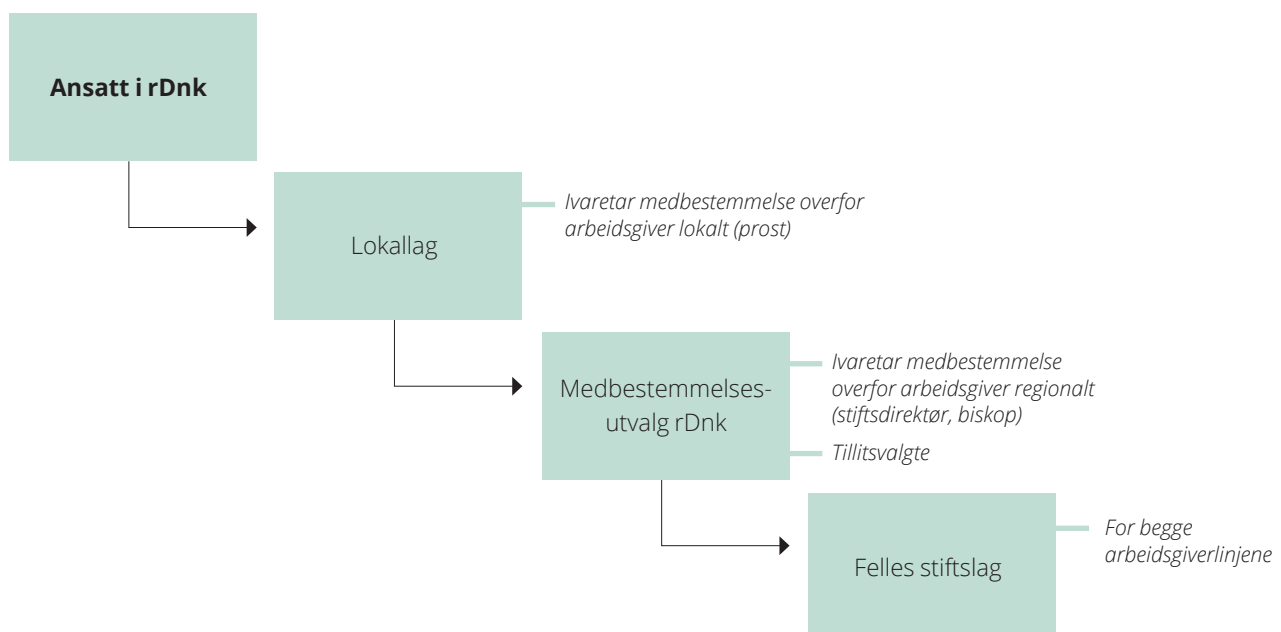 Ansatt i rDnk
Lokallag
Ivaretar medbestemmelse overfor
arbeidsgiver lokalt (prost)
Medbestemmelses-
utvalg rDnk
Ivaretar medbestemmelse
overfor arbeidsgiver regionalt
(stiftsdirektør, biskop)
Tillitsvalgte
Felles stiftslag
For begge
arbeidsgiverlinjene